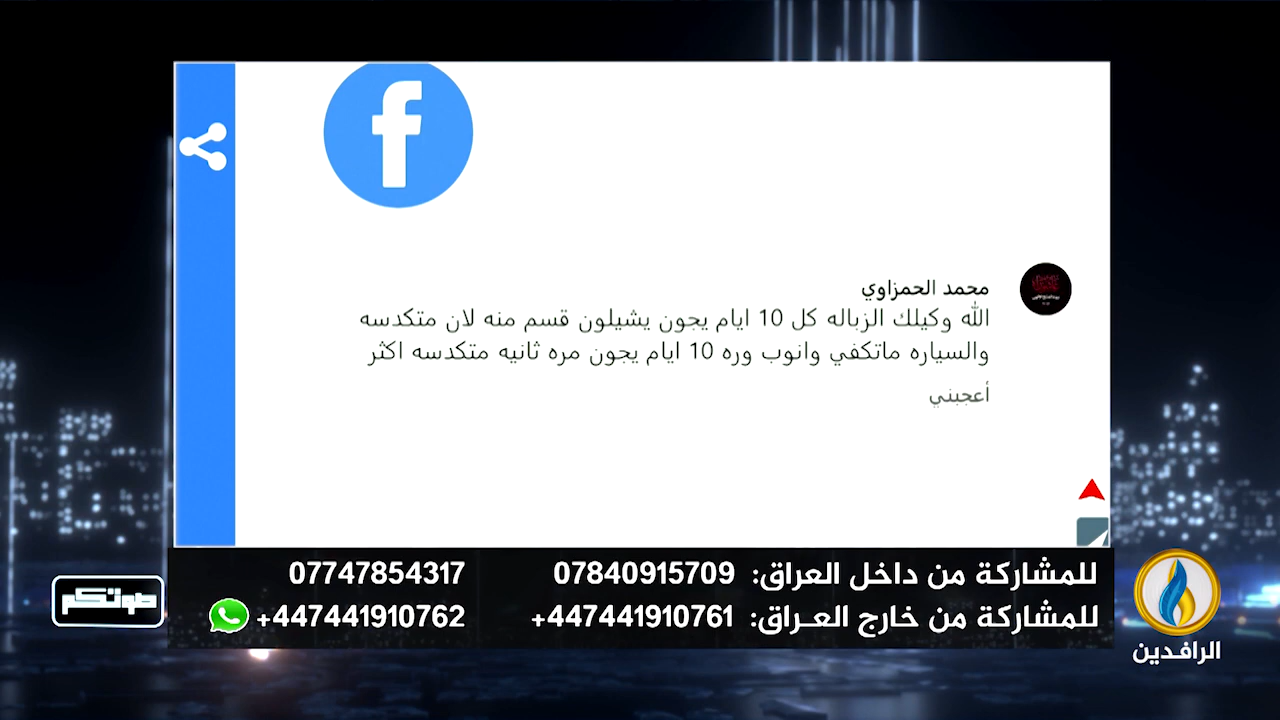 f
محمد الحمزاوي
الله وكيلك الزباله كل 10 ايام يجون يشيلون قسم منه لان متكدسه
والسياره ماتكفي وانوب وره 10 ايام يجون مره ثانيه متكدسه اكثر
أعجبني
للمشاركة من داخل العراق: 07840915709 07747854317
للمشاركة من خارج العـراق: 447441910761+ 447441910762+
صوتكم
الرافدين